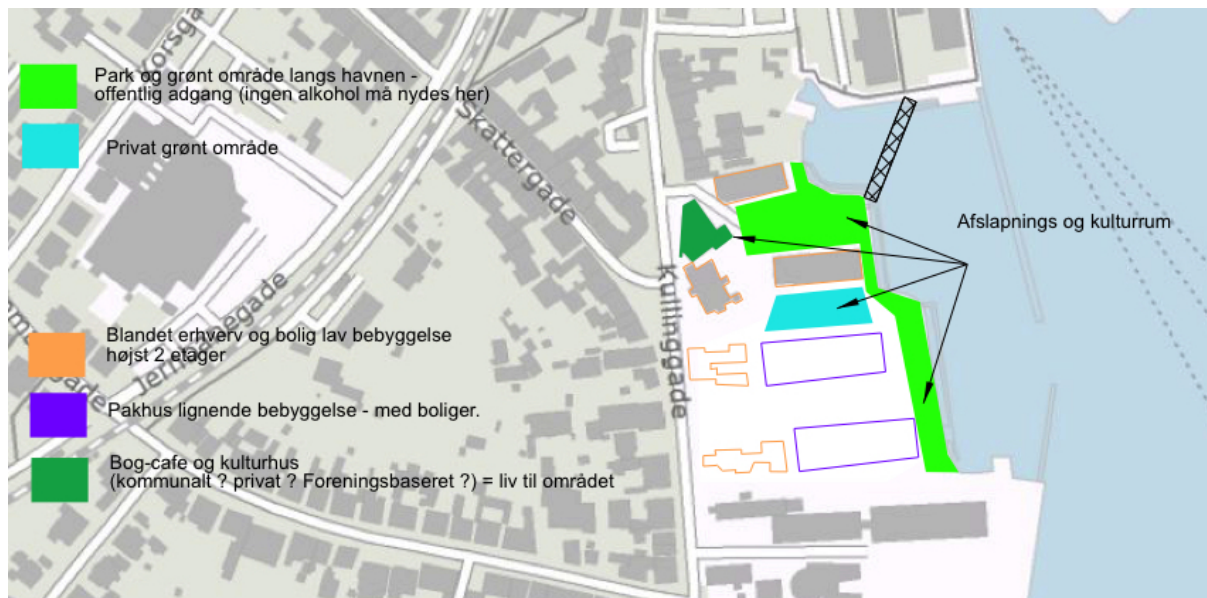 Park og grønt område langs havnen -
offentlig adgang (ingen alkohol må nydes her)
Privat grønt område
Skattergade
Afslapnings og kulturrum
Kullinggade
Jernbanegade
Blandet erhverv og bolig lav bebyggelse
højst 2 etager
Pakhus lignende bebyggelse - med boliger.
Bog-cafe og kulturhus
(kommunalt ? privat ? Foreningsbaseret ?) = liv til området